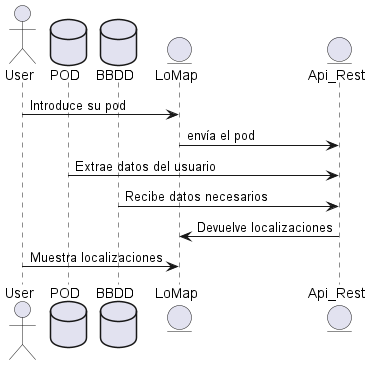 User POD BBDD LoMap Api_Rest
Introduce su pod
envía el pod
Extrae datos del usuario
Recibe datos necesarios
Devuelve localizaciones
Muestra localizaciones
User POD BBDD LoMap Api_Rest